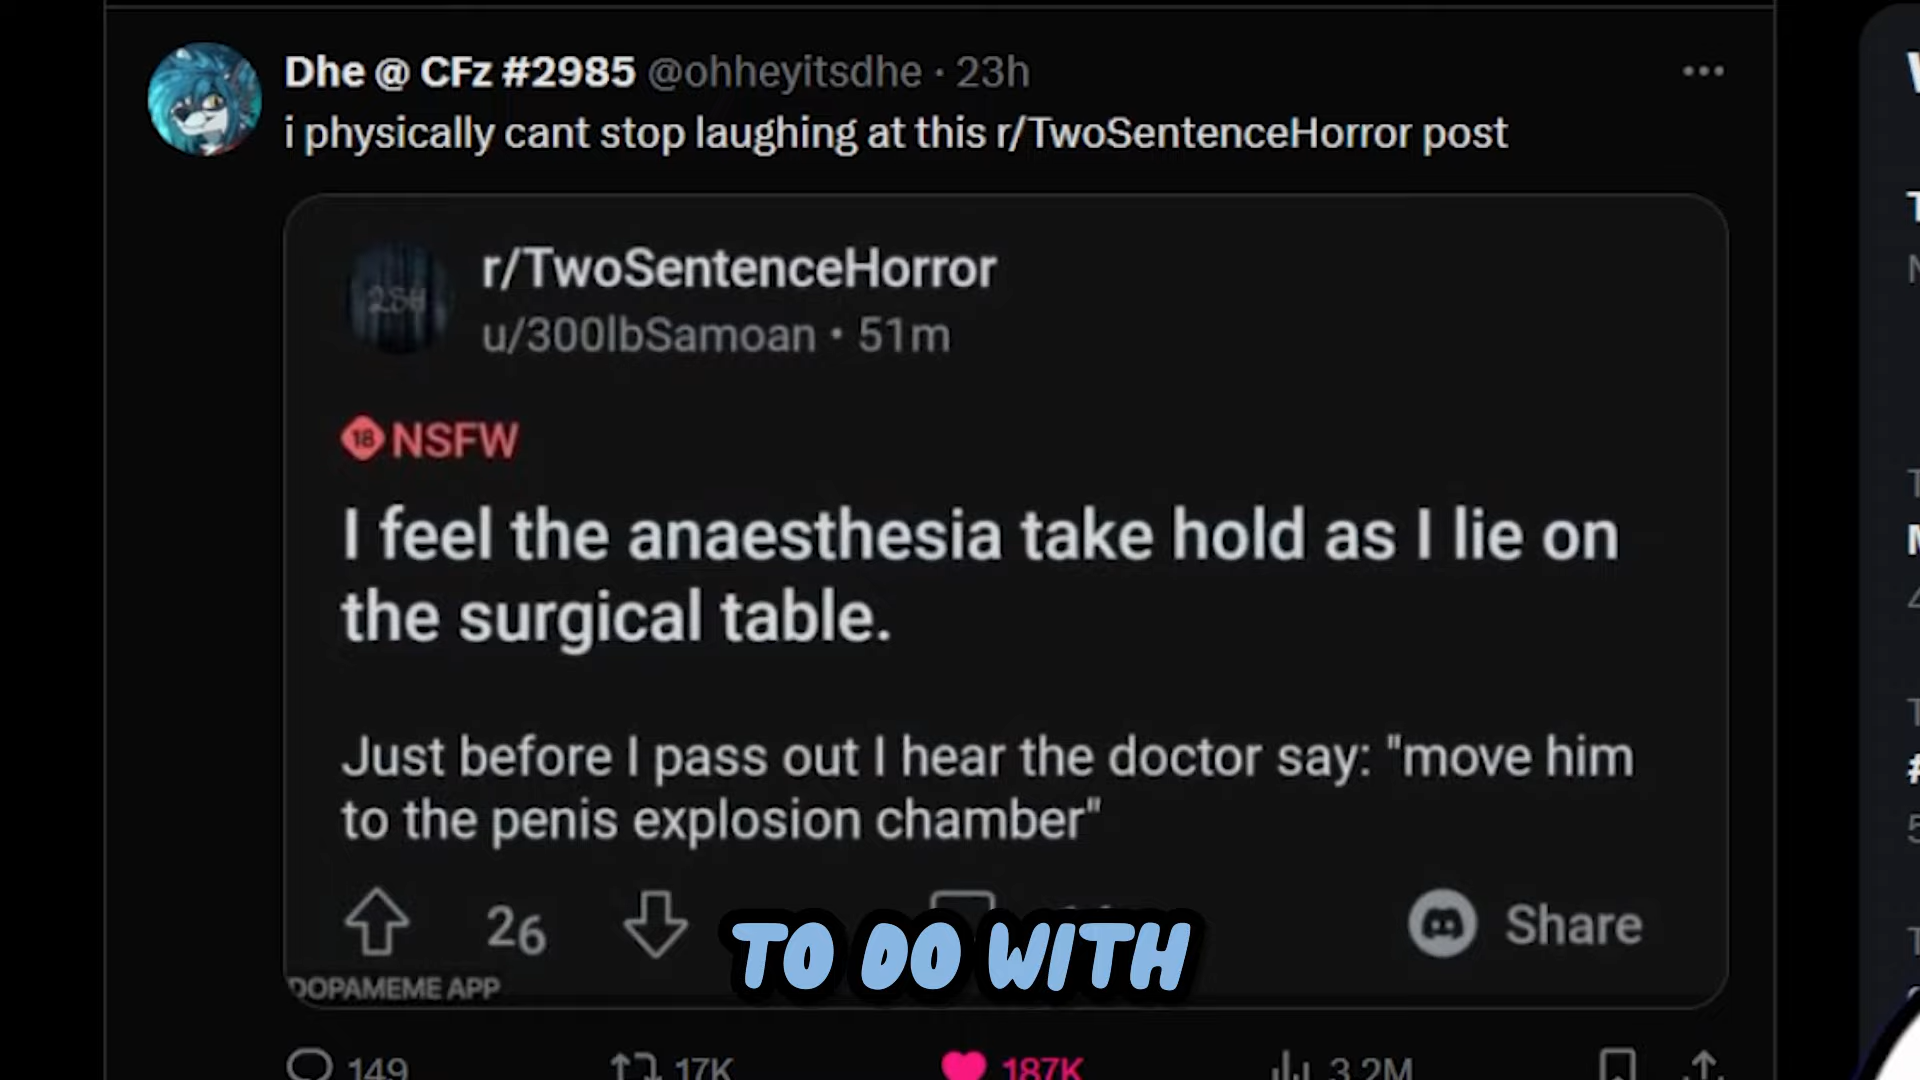 Dhe @ CFz #2985 @ohheyitsdhe · 23h
i physically cant stop laughing at this r/TwoSentenceHorror post
r/TwoSentenceHorror
u/300lbSamoan • 51m
18 NSFW
I feel the anaesthesia take hold as I lie on
the surgical table.
Just before I pass out I hear the doctor say: "move him
to the penis explosion chamber"
26
Share
TO DO WITH
DOPAMEME APP
149 17K 187K 3.2M